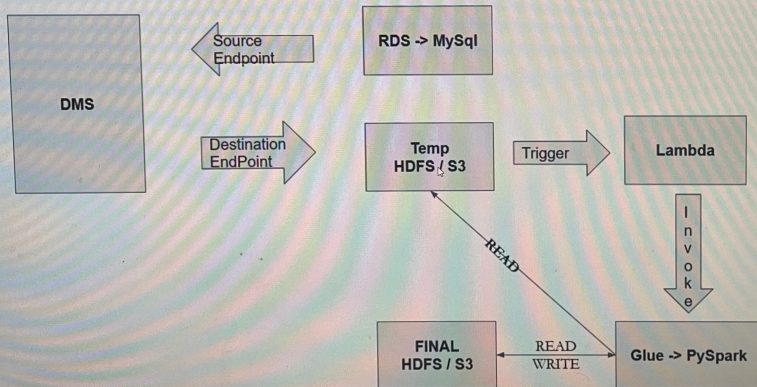 Source
Endpoint
RDS -> MySql
DMS
Destination
EndPoint
Temp
HDFS / S3
Trigger
Lambda
Invoke
READ
FINAL
HDFS / S3
READ
WRITE
Glue -> PySpark